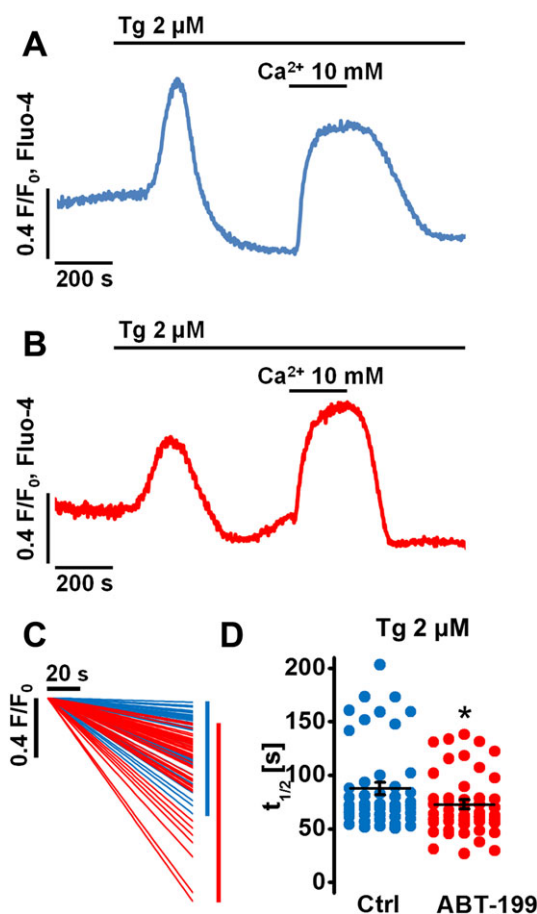 A
Tg 2 µM
Ca²⁺ 10 mM
0.4 F/F₀, Fluo-4
200 s
B
Tg 2 µM
Ca²⁺ 10 mM
0.4 F/F₀, Fluo-4
200 s
C
20 s
0.4 F/F₀
D
Tg 2 µM
200
150
100
50
0
t₁/₂ [s]
*
Ctrl ABT-199